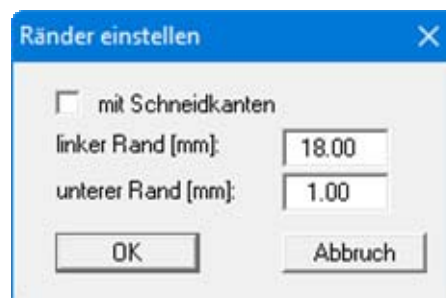 Ränder einstellen
mit Schneidkanten
linker Rand [mm]: 18.00
unterer Rand [mm]: 1.00
OK Abbruch